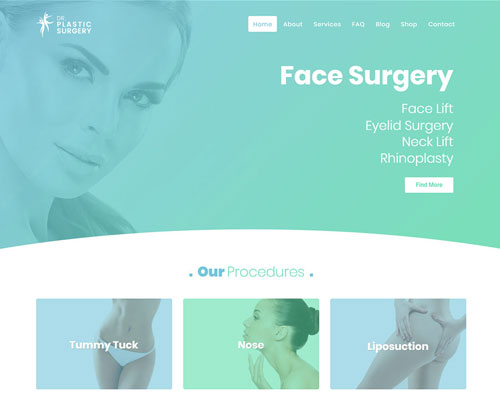 DR.
PLASTIC
SURGERY
Home About Services FAQ Blog Shop Contact
Face Surgery
Face Lift
Eyelid Surgery
Neck Lift
Rhinoplasty
Find More
. Our Procedures .
Tummy Tuck
Nose
Liposuction